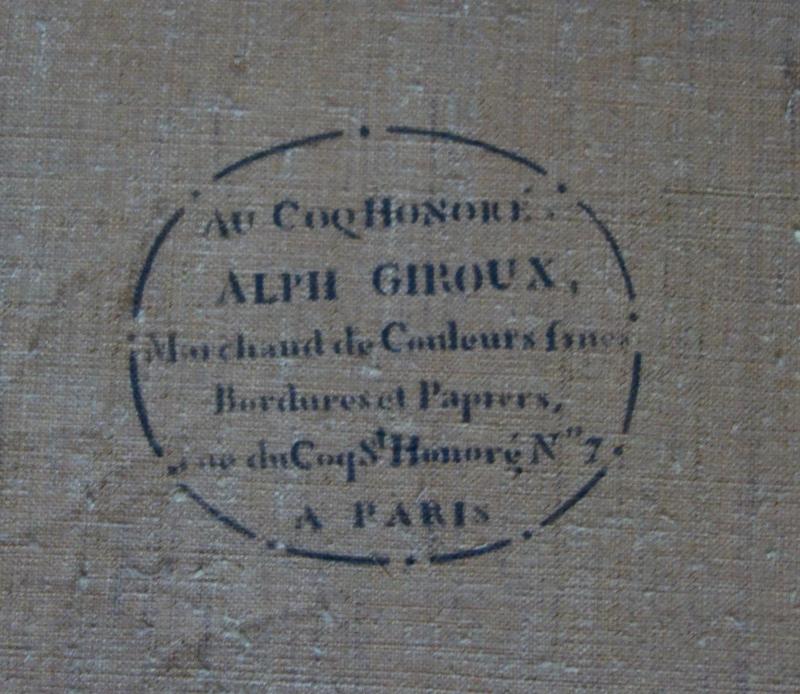 AU COQ HONORÉ.
ALPH GIROUX,
Marchand de Couleurs fines
Bordures et Papiers,
rue du Coq St Honoré N° 7.
A PARIS